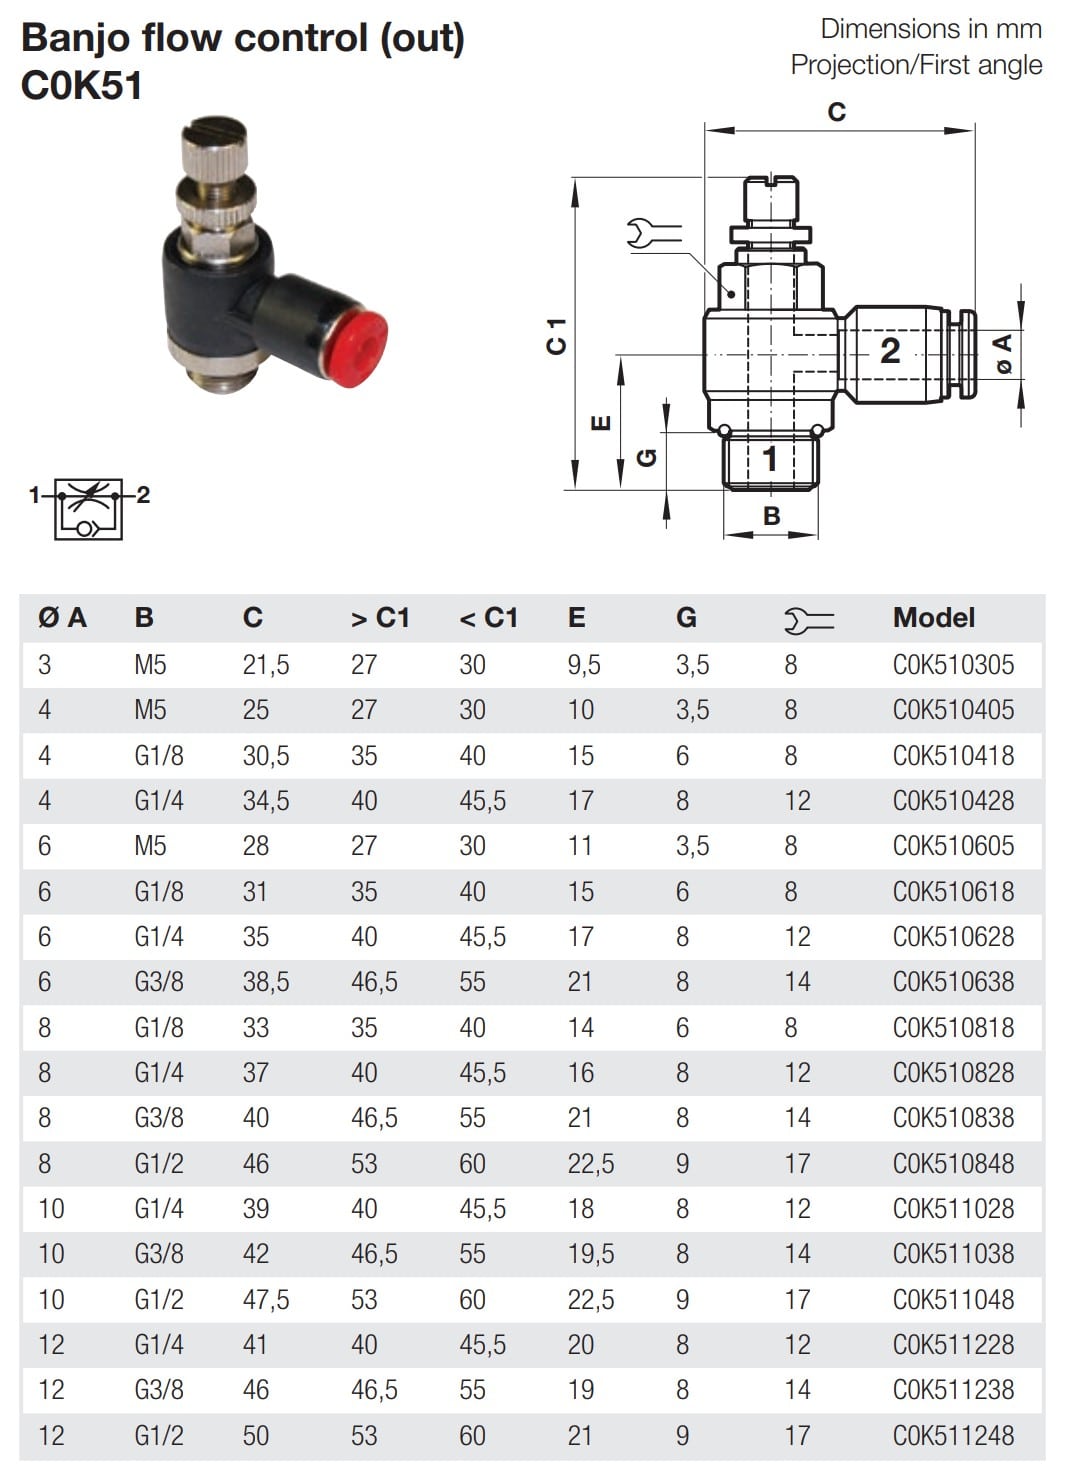 Banjo flow control (out)
C0K51
Dimensions in mm
Projection/First angle
C
C 1
E
G
B
ø A
1
2
1
2
Ø A B C > C1 < C1 E G Model
3 M5 21,5 27 30 9,5 3,5 8 C0K510305
4 M5 25 27 30 10 3,5 8 C0K510405
4 G1/8 30,5 35 40 15 6 8 C0K510418
4 G1/4 34,5 40 45,5 17 8 12 C0K510428
6 M5 28 27 30 11 3,5 8 C0K510605
6 G1/8 31 35 40 15 6 8 C0K510618
6 G1/4 35 40 45,5 17 8 12 C0K510628
6 G3/8 38,5 46,5 55 21 8 14 C0K510638
8 G1/8 33 35 40 14 6 8 C0K510818
8 G1/4 37 40 45,5 16 8 12 C0K510828
8 G3/8 40 46,5 55 21 8 14 C0K510838
8 G1/2 46 53 60 22,5 9 17 C0K510848
10 G1/4 39 40 45,5 18 8 12 C0K511028
10 G3/8 42 46,5 55 19,5 8 14 C0K511038
10 G1/2 47,5 53 60 22,5 9 17 C0K511048
12 G1/4 41 40 45,5 20 8 12 C0K511228
12 G3/8 46 46,5 55 19 8 14 C0K511238
12 G1/2 50 53 60 21 9 17 C0K511248